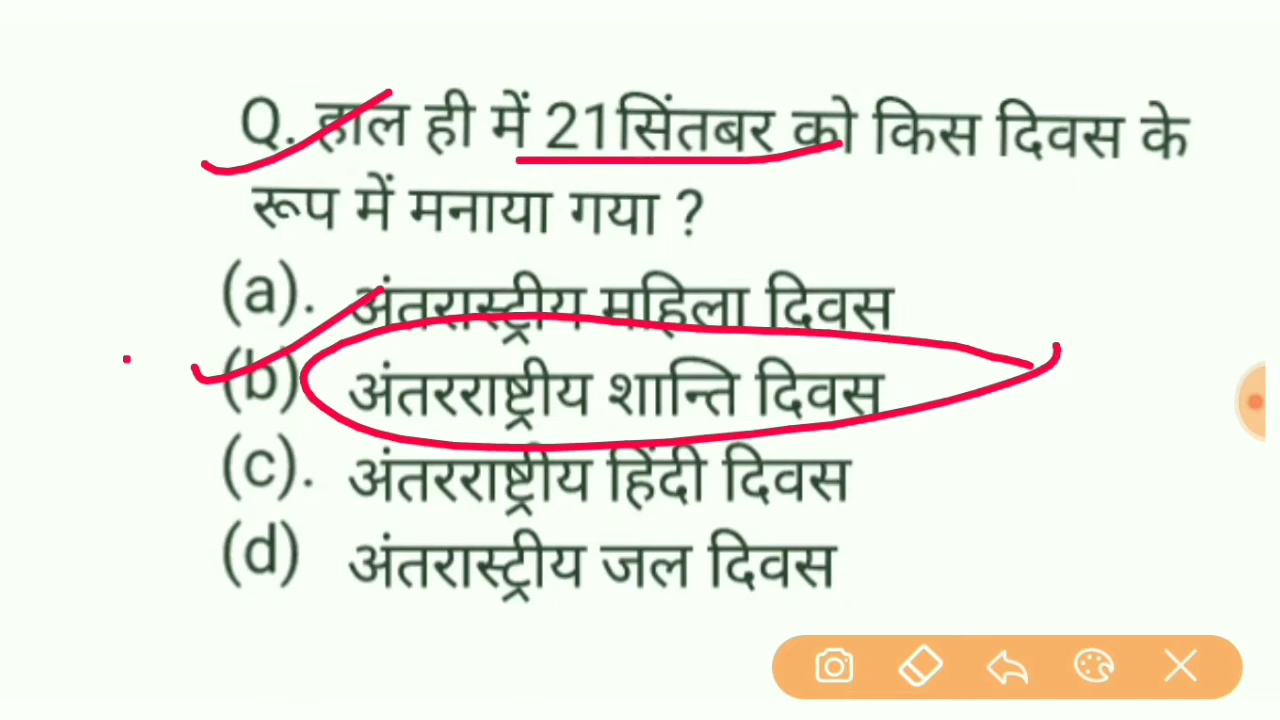 Q. हाल ही में 21सिंतबर को किस दिवस के
रूप में मनाया गया ?
(a). अंतरास्ट्रीय महिला दिवस
(b) अंतरराष्ट्रीय शान्ति दिवस
(c). अंतरराष्ट्रीय हिंदी दिवस
(d) अंतरास्ट्रीय जल दिवस